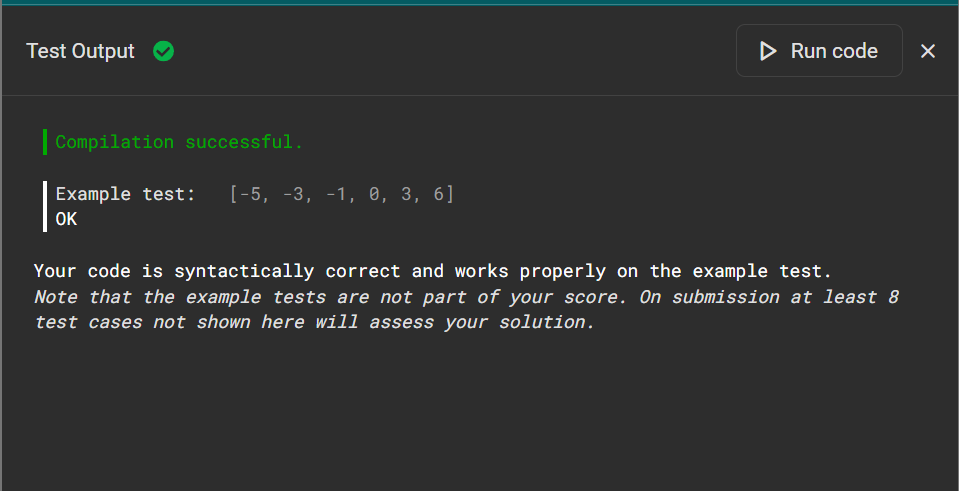 Test Output
Run code
Compilation successful.
Example test: [-5, -3, -1, 0, 3, 6]
OK
Your code is syntactically correct and works properly on the example test.
Note that the example tests are not part of your score. On submission at least 8
test cases not shown here will assess your solution.